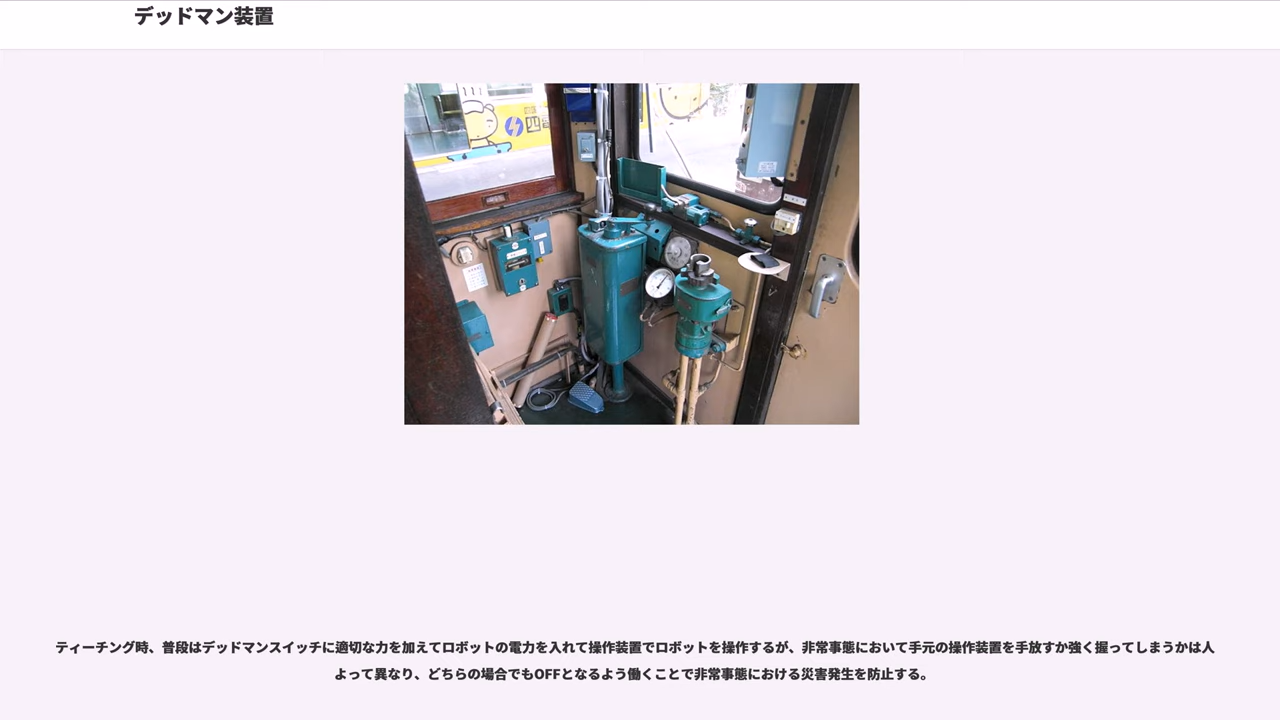 デッドマン装置
四
ティーチング時、普段はデッドマンスイッチに適切な力を加えてロボットの電力を入れて操作装置でロボットを操作するが、非常事態において手元の操作装置を手放すか強く握ってしまうかは人
よって異なり、どちらの場合でもOFFとなるよう働くことで非常事態における災害発生を防止する。